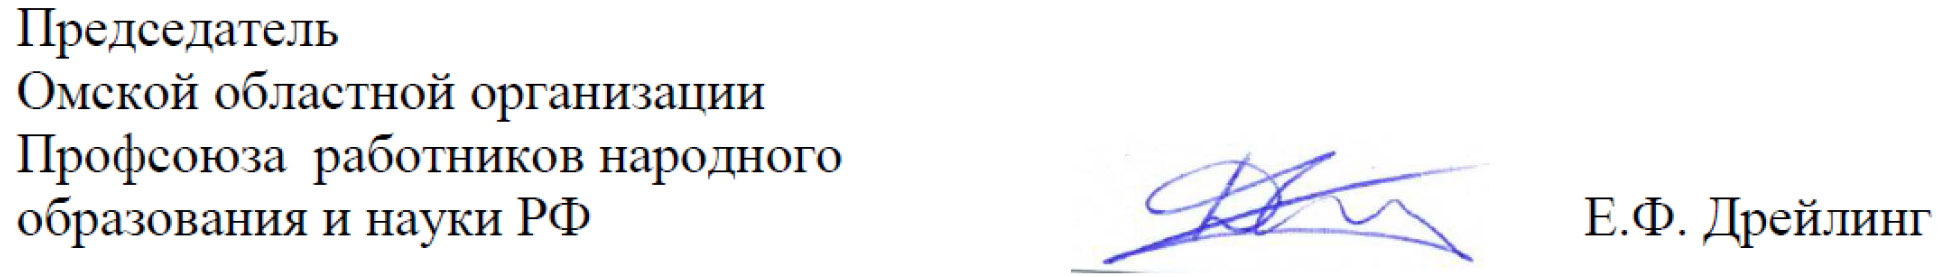 Председатель
Омской областной организации
Профсоюза работников народного
образования и науки РФ
Е.Ф. Дрейлинг